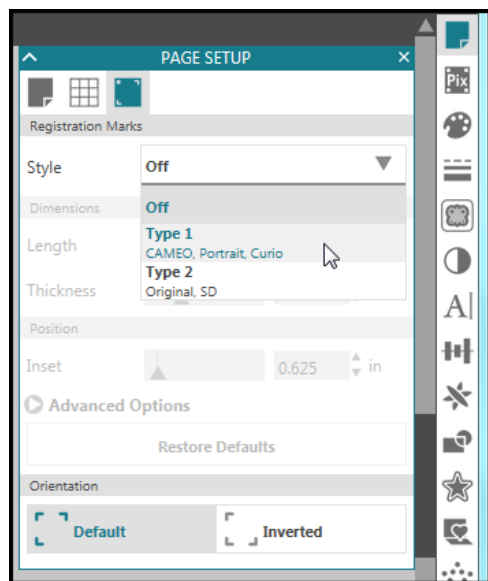 PAGE SETUP
Pix
Registration Marks
Style
Off
Dimensions
Off
Length
Type 1
CAMEO, Portrait, Curio
Type 2
Thickness
Original, SD
Position
Inset
0.625
in
Advanced Options
Restore Defaults
Orientation
Default
Inverted
A